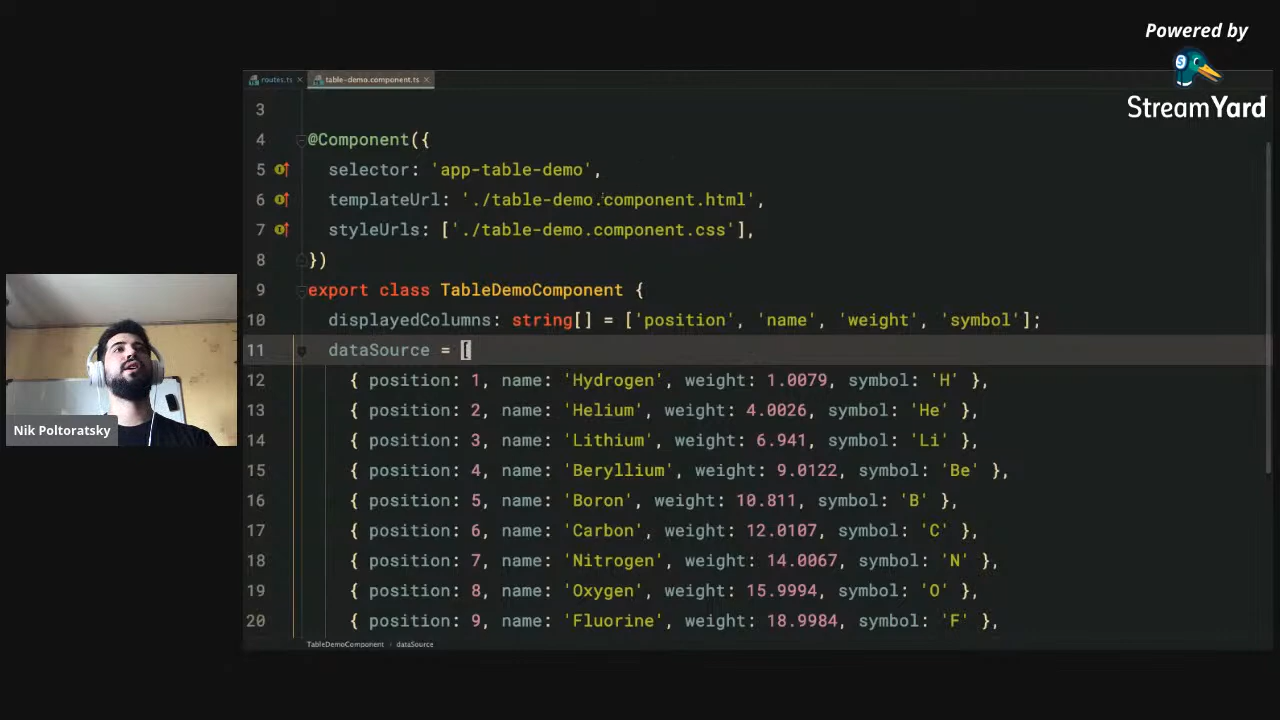 Powered by
StreamYard
routes.ts
table-demo.component.ts
3
4 @Component({
5 selector: 'app-table-demo',
6 templateUrl: './table-demo.component.html',
7 styleUrls: ['./table-demo.component.css'],
8 })
9 export class TableDemoComponent {
10 displayedColumns: string[] = ['position', 'name', 'weight', 'symbol'];
11 dataSource = [
12 { position: 1, name: 'Hydrogen', weight: 1.0079, symbol: 'H' },
13 { position: 2, name: 'Helium', weight: 4.0026, symbol: 'He' },
14 { position: 3, name: 'Lithium', weight: 6.941, symbol: 'Li' },
15 { position: 4, name: 'Beryllium', weight: 9.0122, symbol: 'Be' },
16 { position: 5, name: 'Boron', weight: 10.811, symbol: 'B' },
17 { position: 6, name: 'Carbon', weight: 12.0107, symbol: 'C' },
18 { position: 7, name: 'Nitrogen', weight: 14.0067, symbol: 'N' },
19 { position: 8, name: 'Oxygen', weight: 15.9994, symbol: 'O' },
20 { position: 9, name: 'Fluorine', weight: 18.9984, symbol: 'F' },
TableDemoComponent › dataSource
Nik Poltoratsky